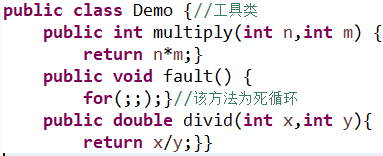 public class Demo {//工具类
public int multiply(int n,int m) {
return n*m;}
public void fault() {
for(;;);}//该方法为死循环
public double divid(int x,int y){
return x/y;}}